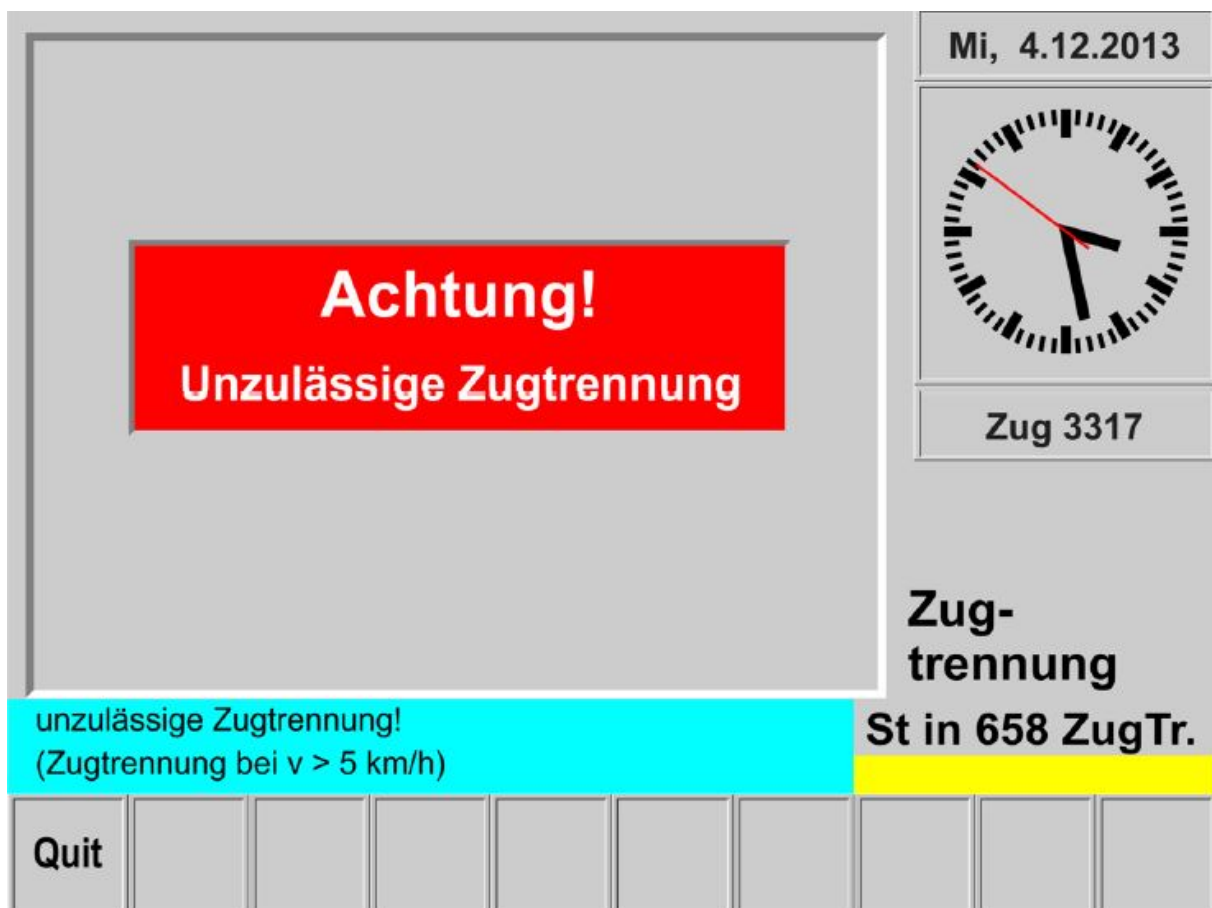 Mi, 4.12.2013
Achtung!
Unzulässige Zugtrennung
Zug 3317
Zug-
trennung
St in 658 ZugTr.
unzulässige Zugtrennung!
(Zugtrennung bei v > 5 km/h)
Quit